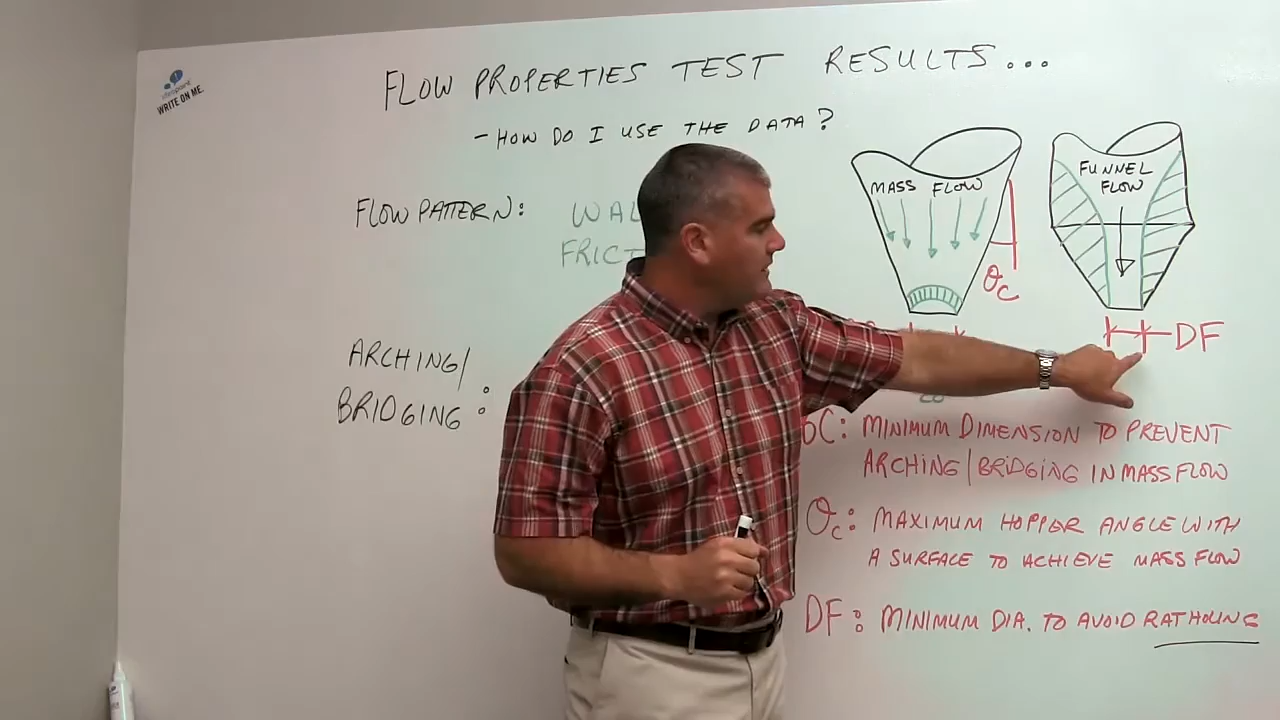 FLOW PROPERTIES TEST RESULTS...
- HOW DO I USE THE DATA?
WRITE ON ME.
FLOW PATTERN:
WAL
FRICT
MASS FLOW
θc
FUNNEL
FLOW
DF
ARCHING/
BRIDGING :
BC: MINIMUM DIMENSION TO PREVENT
ARCHING/BRIDGING IN MASS FLOW
θc: MAXIMUM HOPPER ANGLE WITH
A SURFACE TO ACHIEVE MASS FLOW
DF: MINIMUM DIA. TO AVOID RATHOLING